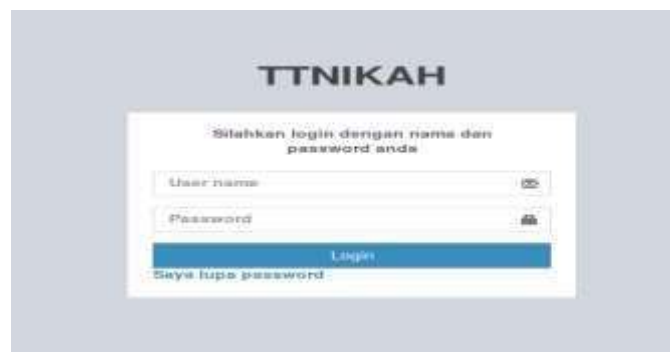 TTNIKAH
Silahkan login dengan nama dan
password anda
User name
Password
Login
Saya lupa password